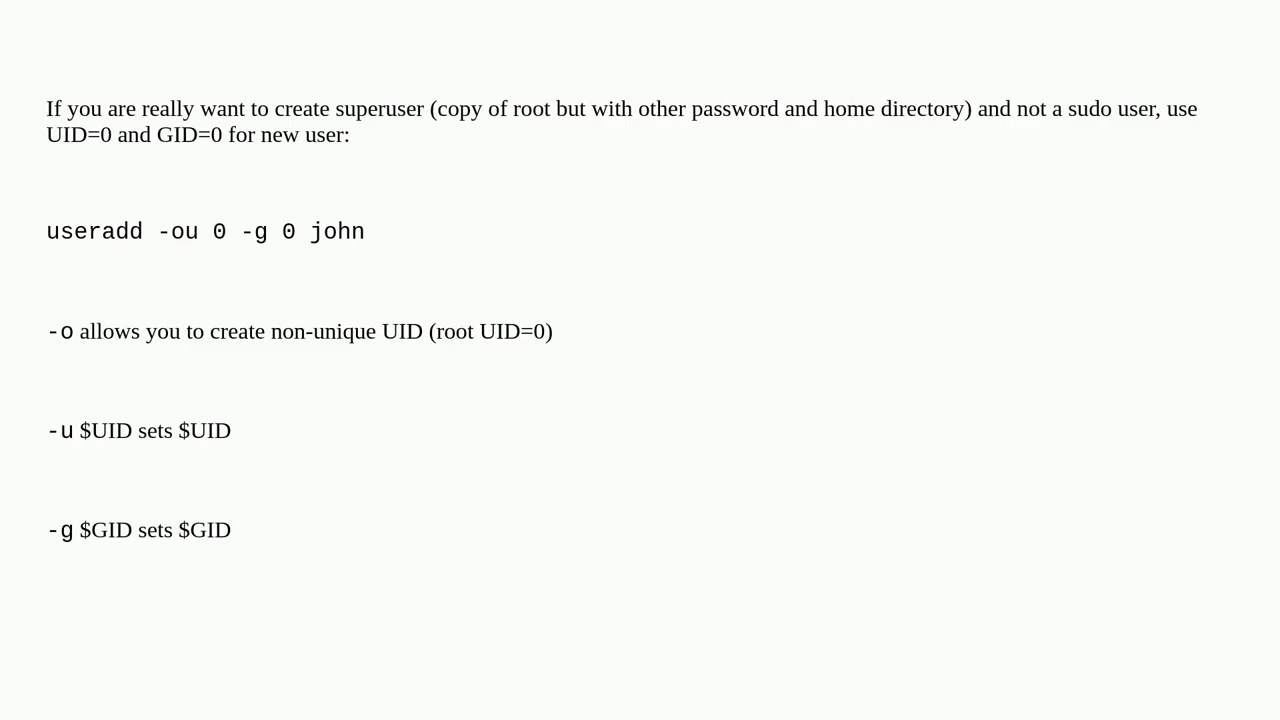 If you are really want to create superuser (copy of root but with other password and home directory) and not a sudo user, use
UID=0 and GID=0 for new user:
useradd -ou 0 -g 0 john
-o allows you to create non-unique UID (root UID=0)
-u $UID sets $UID
-g $GID sets $GID